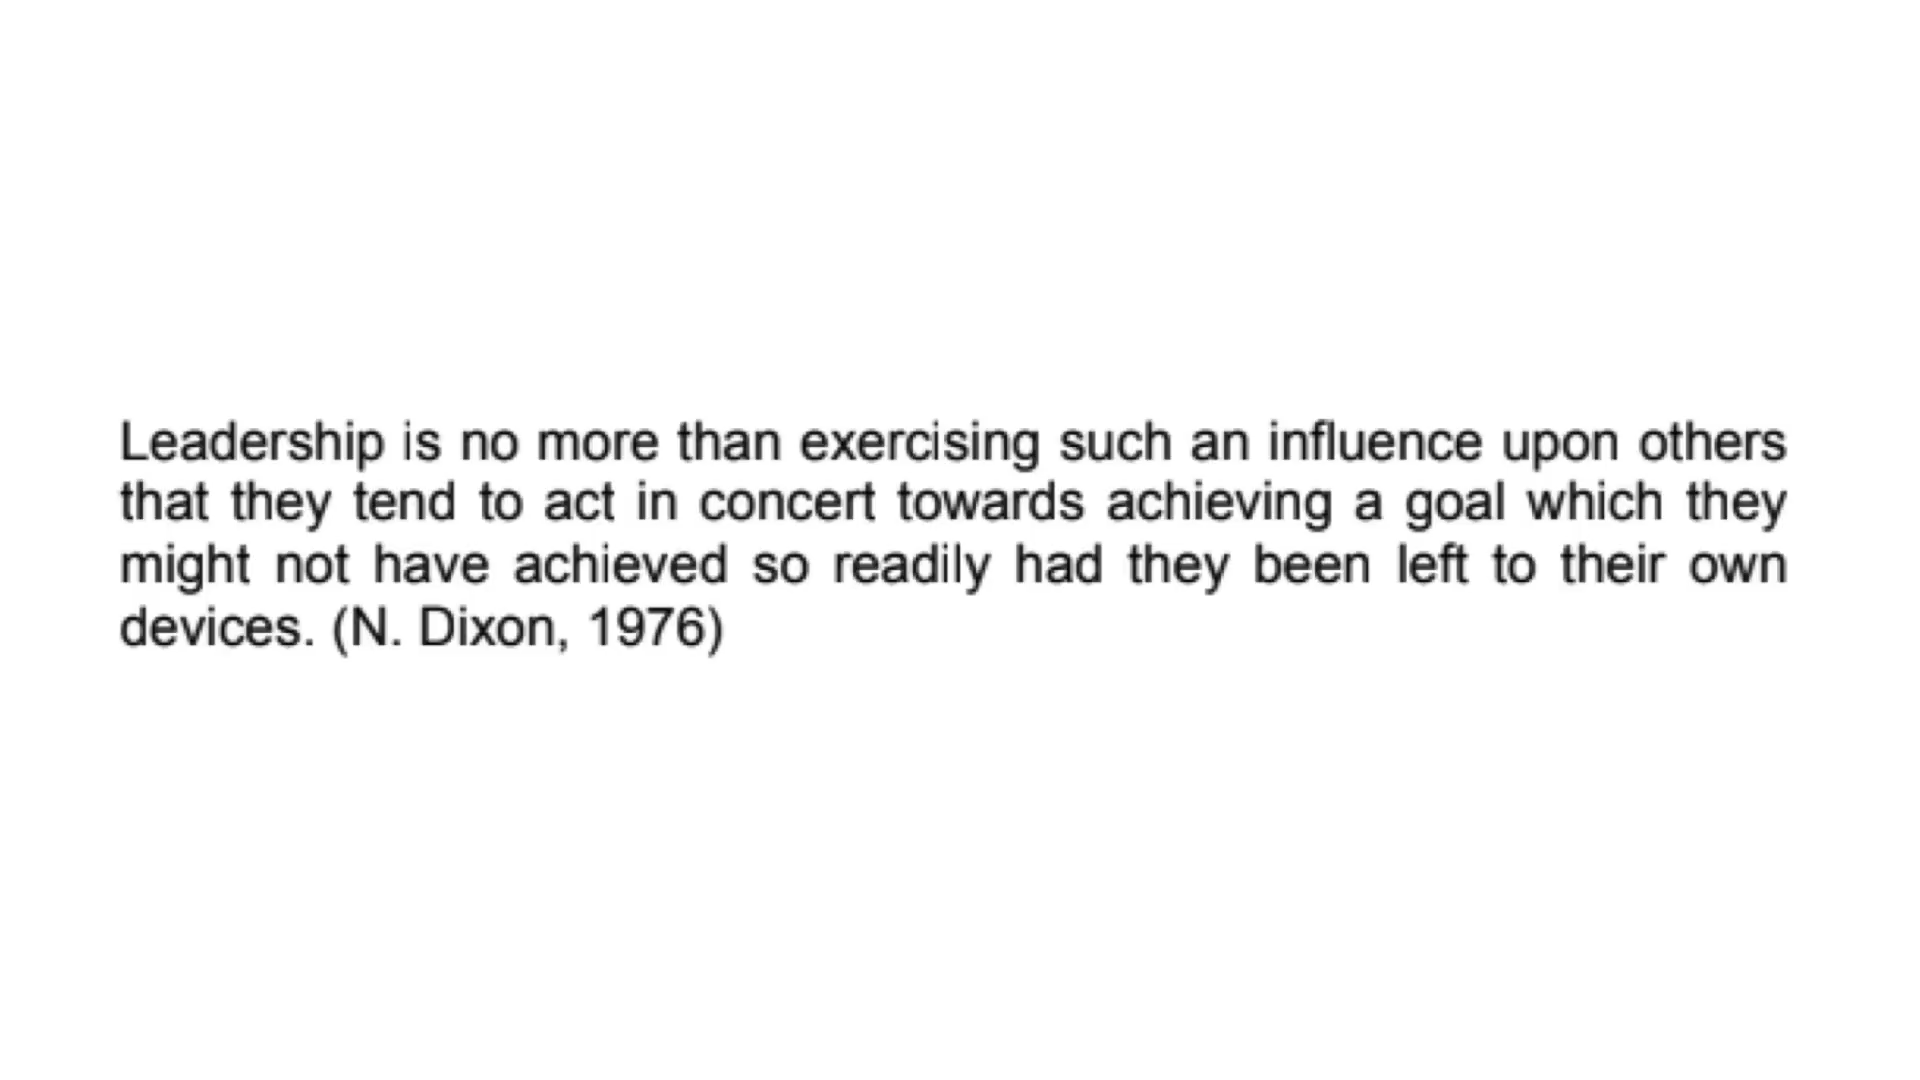 Leadership is no more than exercising such an influence upon others
that they tend to act in concert towards achieving a goal which they
might not have achieved so readily had they been left to their own
devices. (N. Dixon, 1976)